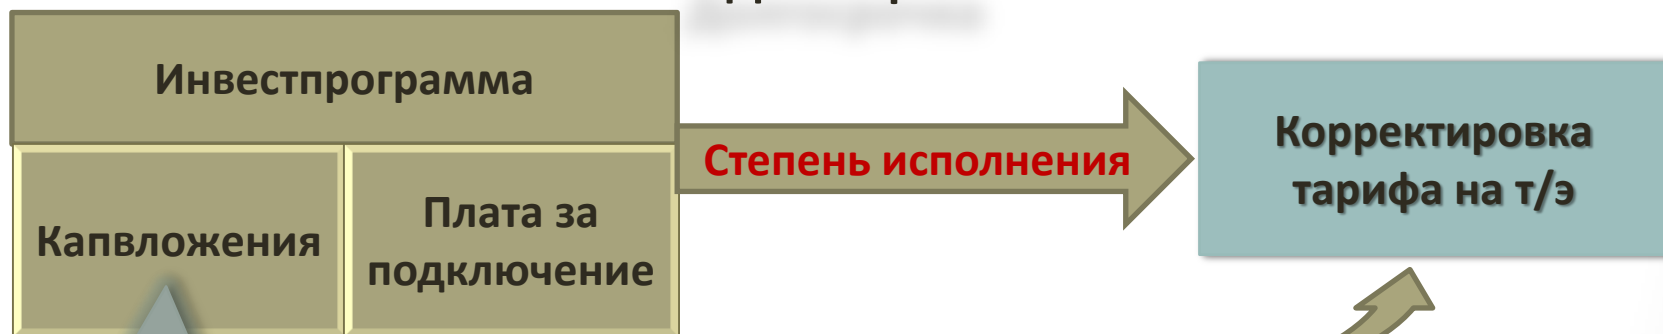 Инвестпрограмма
Капвложения
Плата за
подключение
Степень исполнения
Корректировка
тарифа на т/э